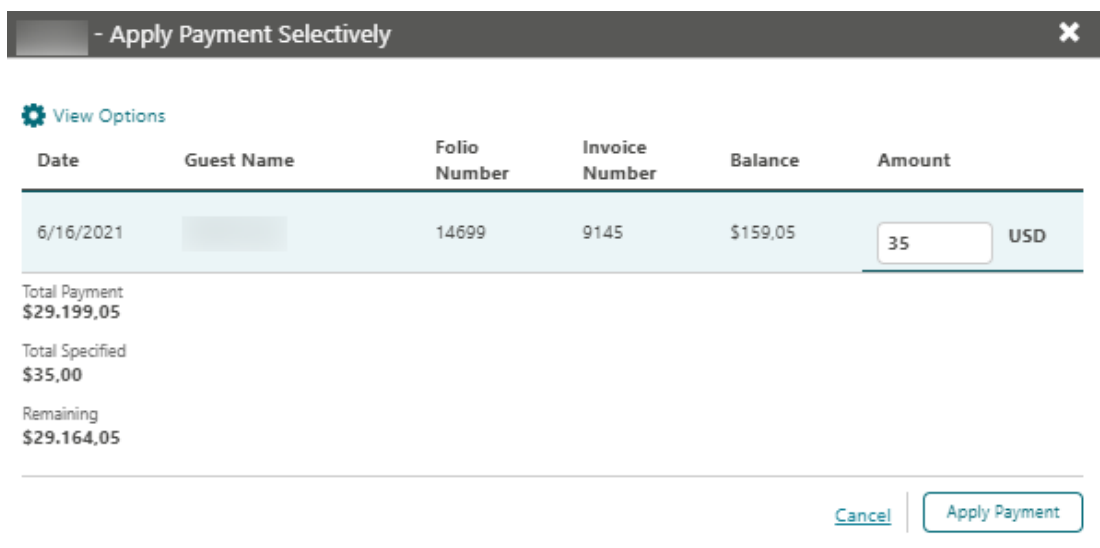 - Apply Payment Selectively
View Options
Date Guest Name Folio Number Invoice Number Balance Amount
6/16/2021 14699 9145 $159,05 35 USD
Total Payment
$29.199,05
Total Specified
$35,00
Remaining
$29.164,05
Cancel Apply Payment